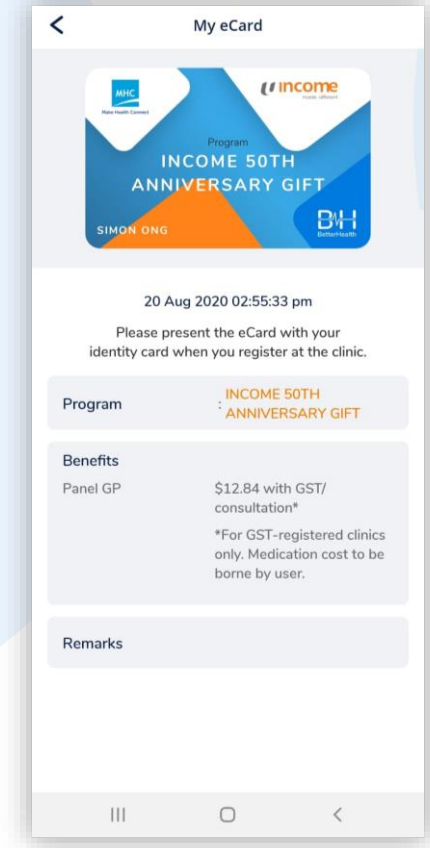 My eCard
MHC
Make Health Connect
income
made different
Program
INCOME 50TH
ANNIVERSARY GIFT
SIMON ONG
BH
BetterHealth
20 Aug 2020 02:55:33 pm
Please present the eCard with your
identity card when you register at the clinic.
Program : INCOME 50TH
ANNIVERSARY GIFT
Benefits
Panel GP $12.84 with GST/
consultation*
*For GST-registered clinics
only. Medication cost to be
borne by user.
Remarks